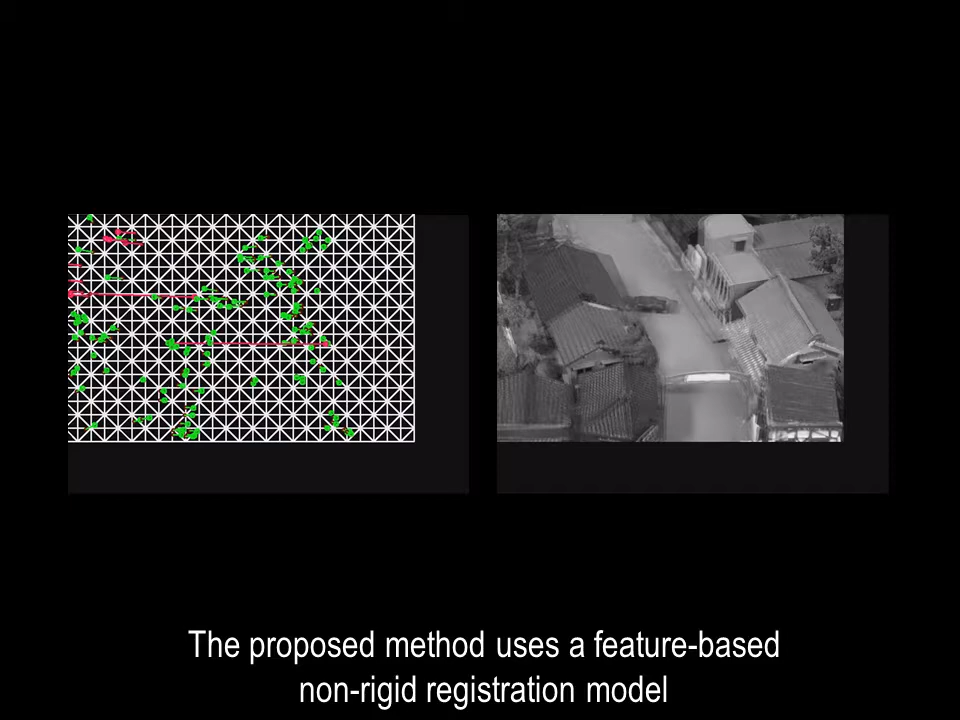 The proposed method uses a feature-based
non-rigid registration model